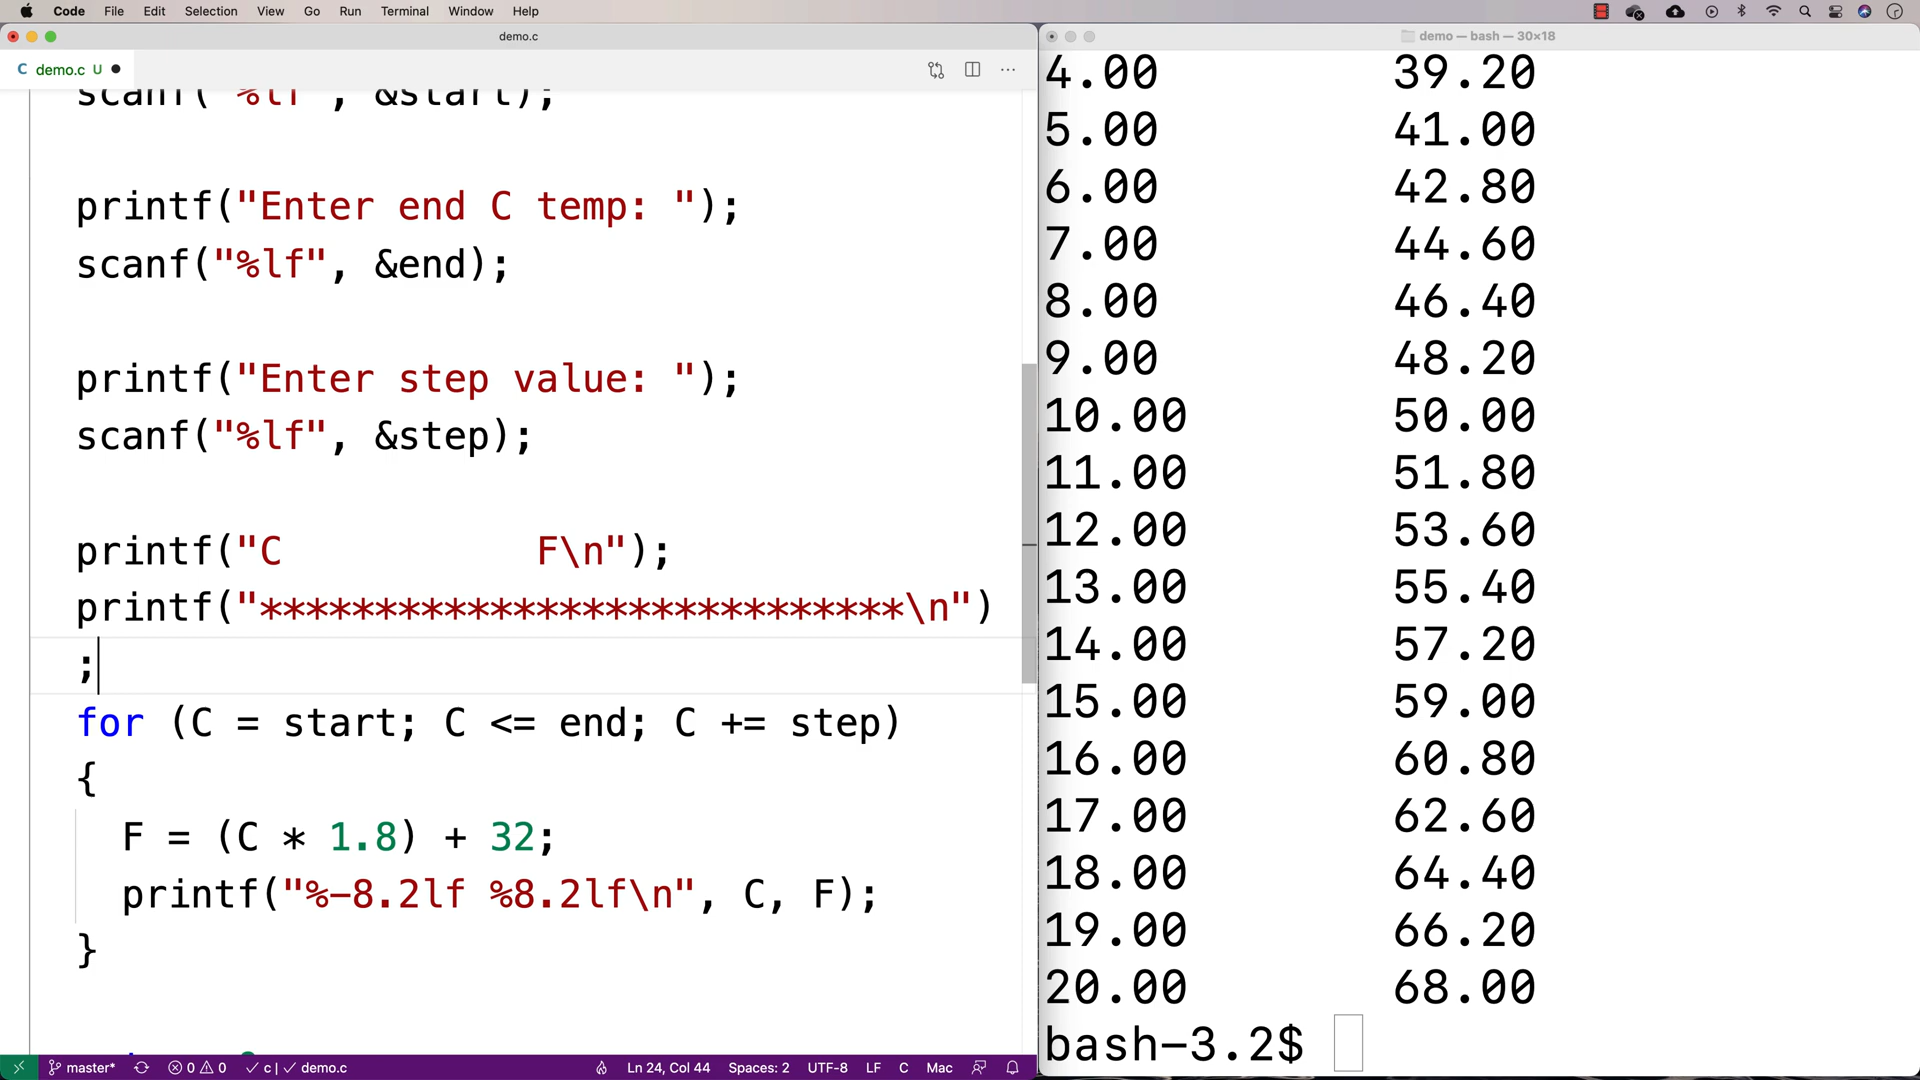 Code File Edit Selection View Go Run Terminal Window Help
demo.c
C demo.c U
scanf("%lf", &start);
printf("Enter end C temp: ");
scanf("%lf", &end);
printf("Enter step value: ");
scanf("%lf", &step);
printf("C           F\n");
printf("****************************\n")
;
for (C = start; C <= end; C += step)
{
F = (C * 1.8) + 32;
printf("%-8.2lf %8.2lf\n", C, F);
}
master* 0 0 c | demo.c Ln 24, Col 44 Spaces: 2 UTF-8 LF C Mac
demo — bash — 30×18
4.00 39.20
5.00 41.00
6.00 42.80
7.00 44.60
8.00 46.40
9.00 48.20
10.00 50.00
11.00 51.80
12.00 53.60
13.00 55.40
14.00 57.20
15.00 59.00
16.00 60.80
17.00 62.60
18.00 64.40
19.00 66.20
20.00 68.00
bash-3.2$